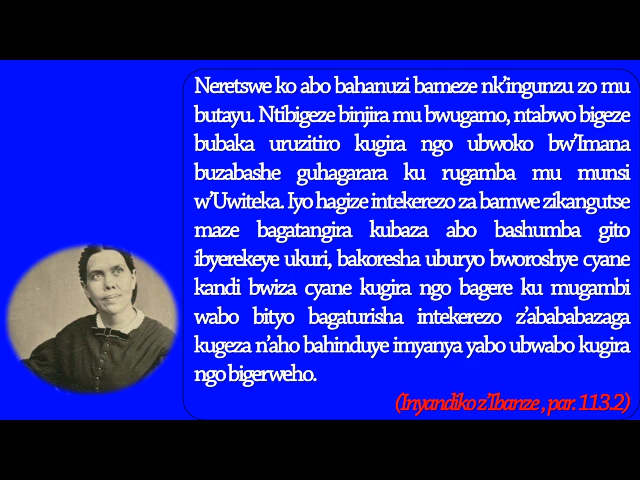 Neretswe ko abo bahanuzi bameze nk'ingunzu zo mu
butayu. Ntibigeze binjira mu bwugamo, ntabwo bigeze
bubaka uruzitiro kugira ngo ubwoko bw'Imana
buzabashe guhagarara ku rugamba mu munsi
w'Uwiteka. Iyo hagize intekerezo za bamwe zikangutse
maze bagatangira kubaza abo bashumba gito
ibyerekeye ukuri, bakoresha uburyo bworoshye cyane
kandi bwiza cyane kugira ngo bagere ku mugambi
wabo bityo bagaturisha intekerezo z'abababazaga
kugeza n'aho bahinduye imyanya yabo ubwabo kugira
ngo bigerweho.
(Inyandiko z'Ibanze , par. 113.2)